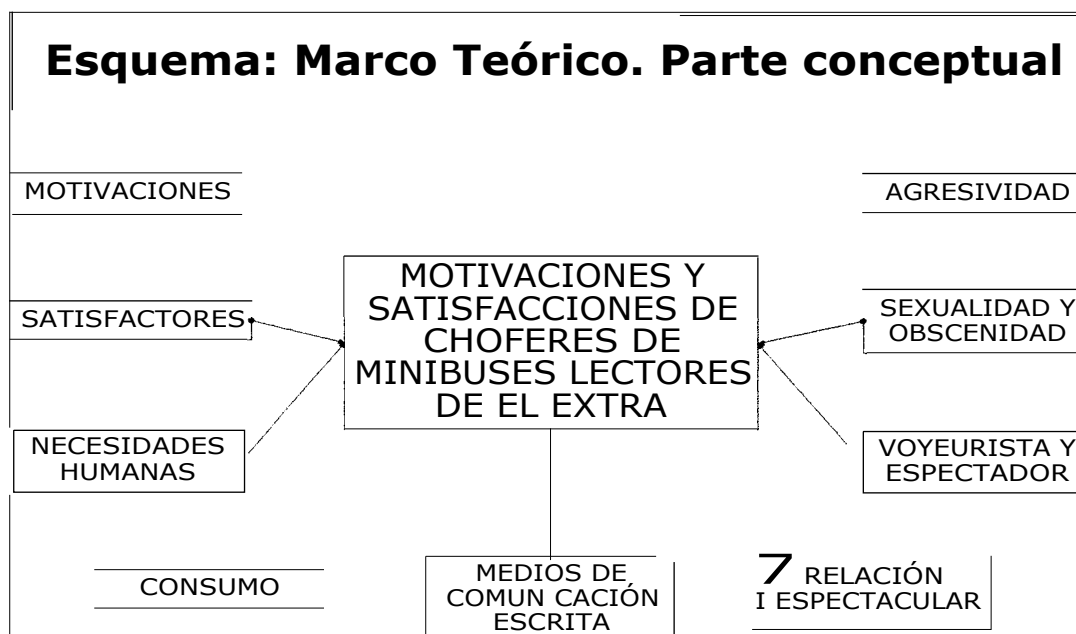 Esquema: Marco Teórico. Parte conceptual
MOTIVACIONES
AGRESIVIDAD
MOTIVACIONES Y
SATISFACCIONES DE
CHOFERES DE
MINIBUSES LECTORES
DE EL EXTRA
SATISFACTORES
SEXUALIDAD Y
OBSCENIDAD
NECESIDADES
HUMANAS
VOYEURISTA Y
ESPECTADOR
CONSUMO
MEDIOS DE
COMUN CACIÓN
ESCRITA
7 RELACIÓN
I ESPECTACULAR